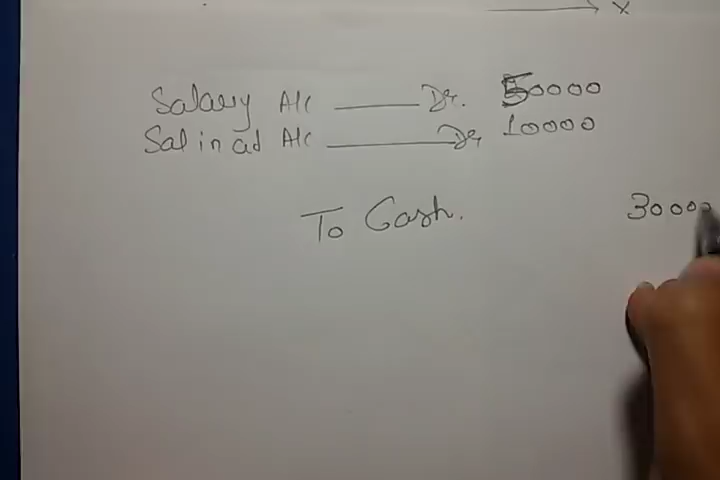 x
Salary A/c ——— Dr. 50000
Sal in ad A/c ———— Dr 10000
To Cash. 30000